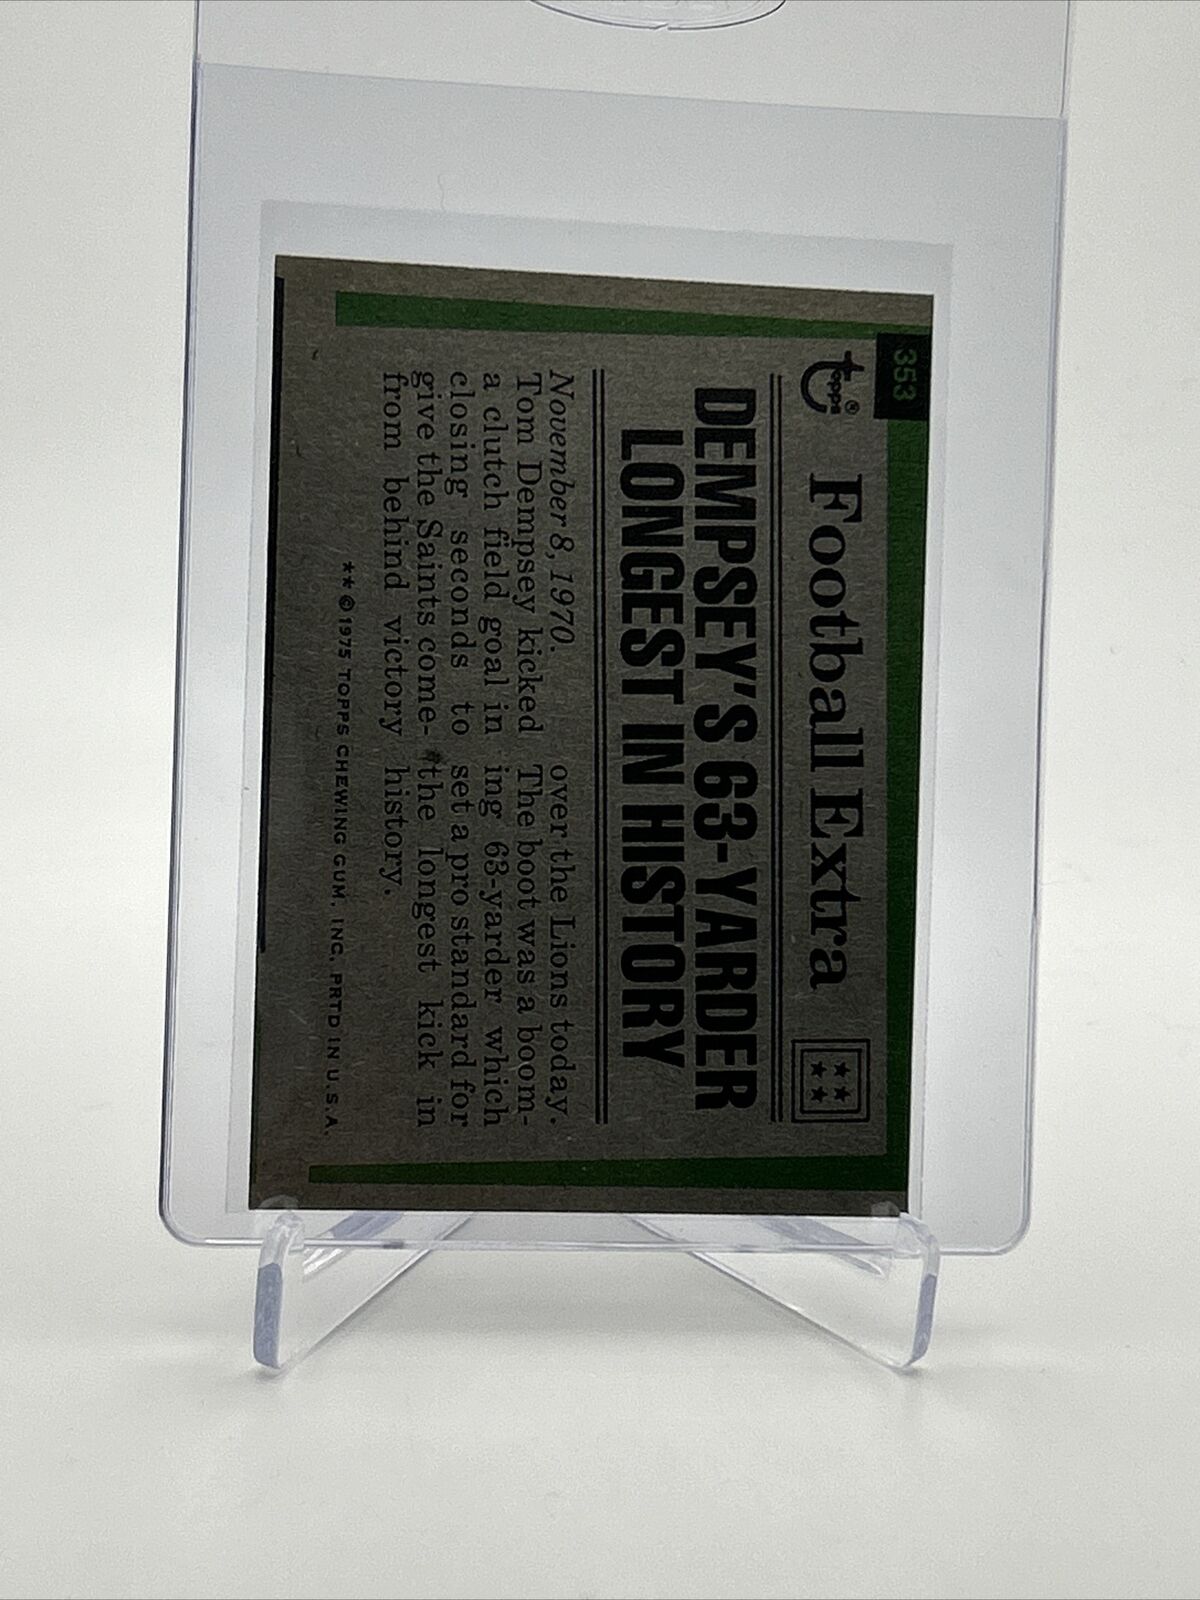 353
topps®
Football Extra
DEMPSEY'S 63-YARDER
LONGEST IN HISTORY
November 8, 1970.
Tom Dempsey kicked
a clutch field goal in
closing seconds to
give the Saints come-
from behind victory
over the Lions today.
The boot was a boom-
ing 63-yarder which
set a pro standard for
the longest kick in
history.
**©1975 TOPPS CHEWING GUM, INC. PRTD IN U.S.A.